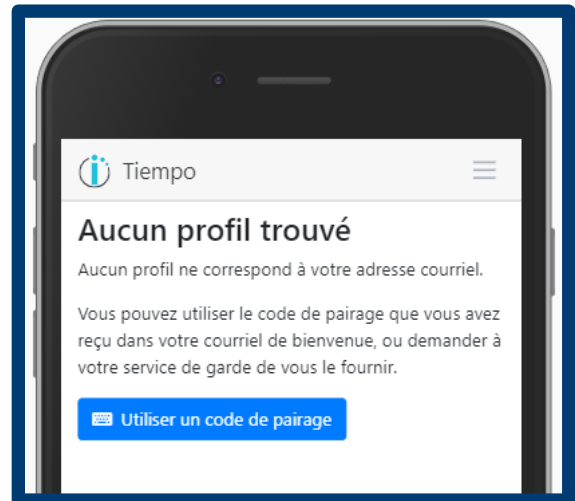 Tiempo
Aucun profil trouvé
Aucun profil ne correspond à votre adresse courriel.
Vous pouvez utiliser le code de pairage que vous avez
reçu dans votre courriel de bienvenue, ou demander à
votre service de garde de vous le fournir.
Utiliser un code de pairage